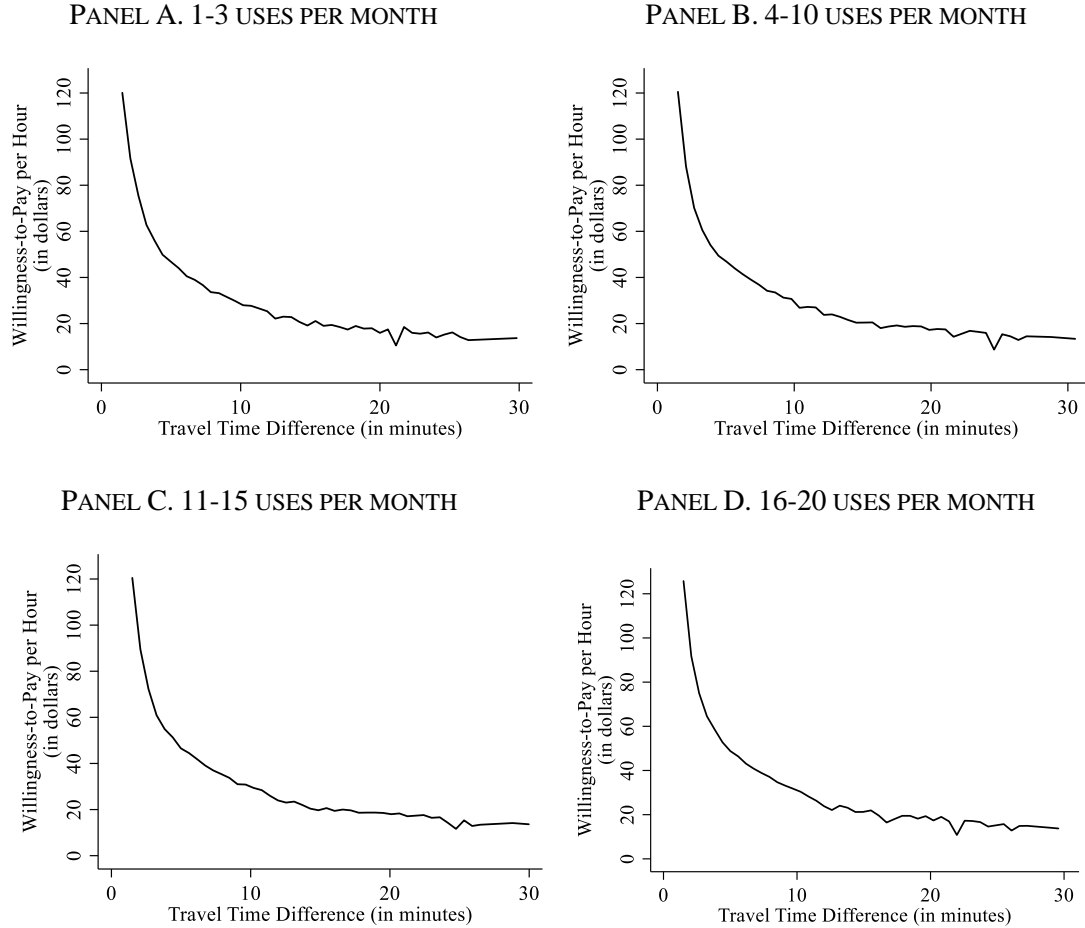 PANEL A. 1-3 USES PER MONTH
Willingness-to-Pay per Hour
(in dollars)
120
100
80
60
40
20
0
0 10 20 30
Travel Time Difference (in minutes)
PANEL B. 4-10 USES PER MONTH
Willingness-to-Pay per Hour
(in dollars)
120
100
80
60
40
20
0
0 10 20 30
Travel Time Difference (in minutes)
PANEL C. 11-15 USES PER MONTH
Willingness-to-Pay per Hour
(in dollars)
120
100
80
60
40
20
0
0 10 20 30
Travel Time Difference (in minutes)
PANEL D. 16-20 USES PER MONTH
Willingness-to-Pay per Hour
(in dollars)
120
100
80
60
40
20
0
0 10 20 30
Travel Time Difference (in minutes)